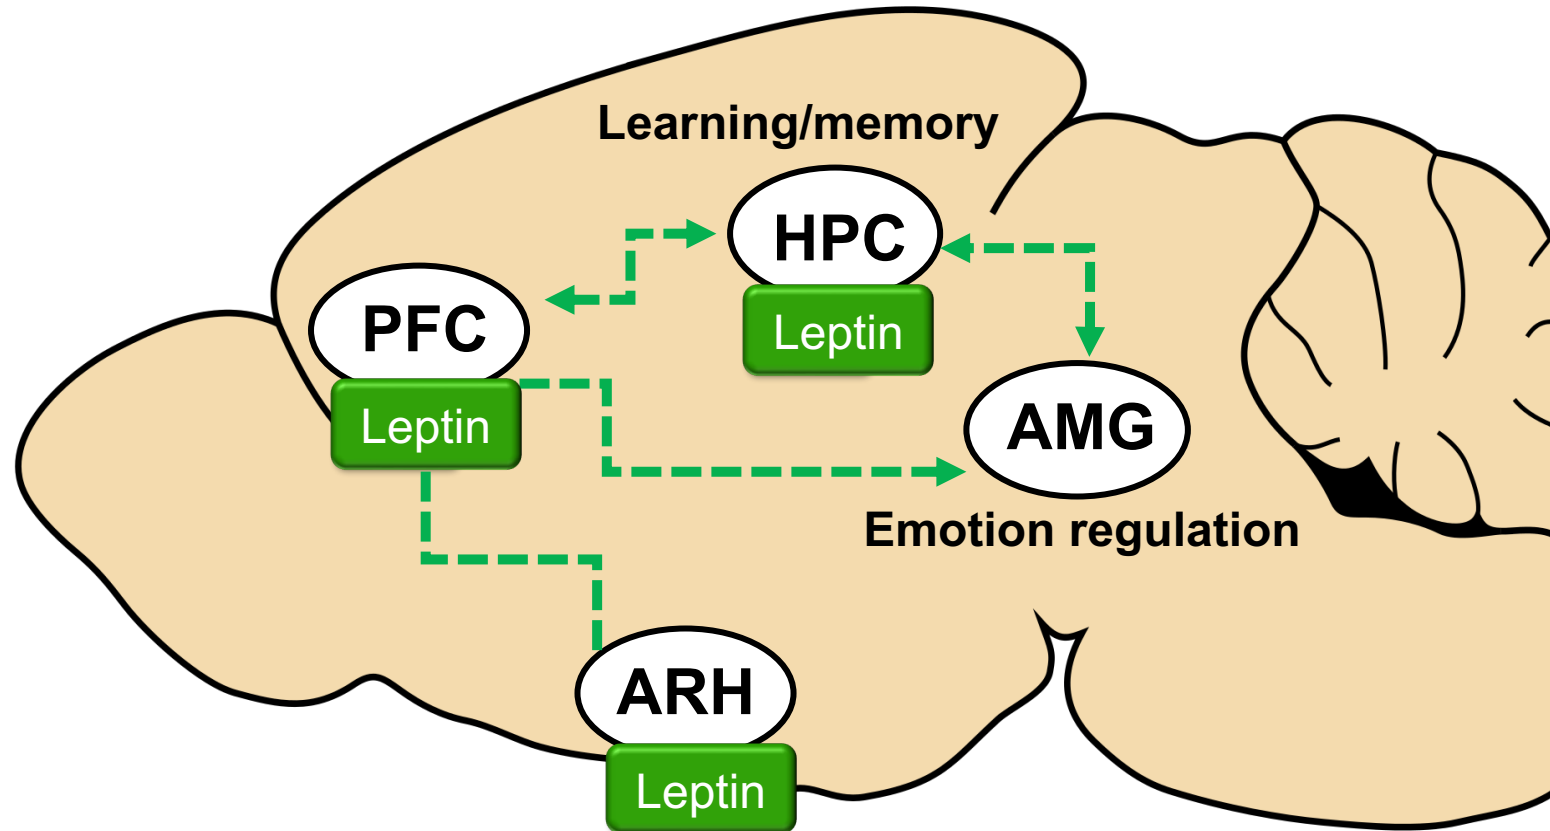 Learning/memory
HPC
Leptin
PFC
Leptin
AMG
Emotion regulation
ARH
Leptin